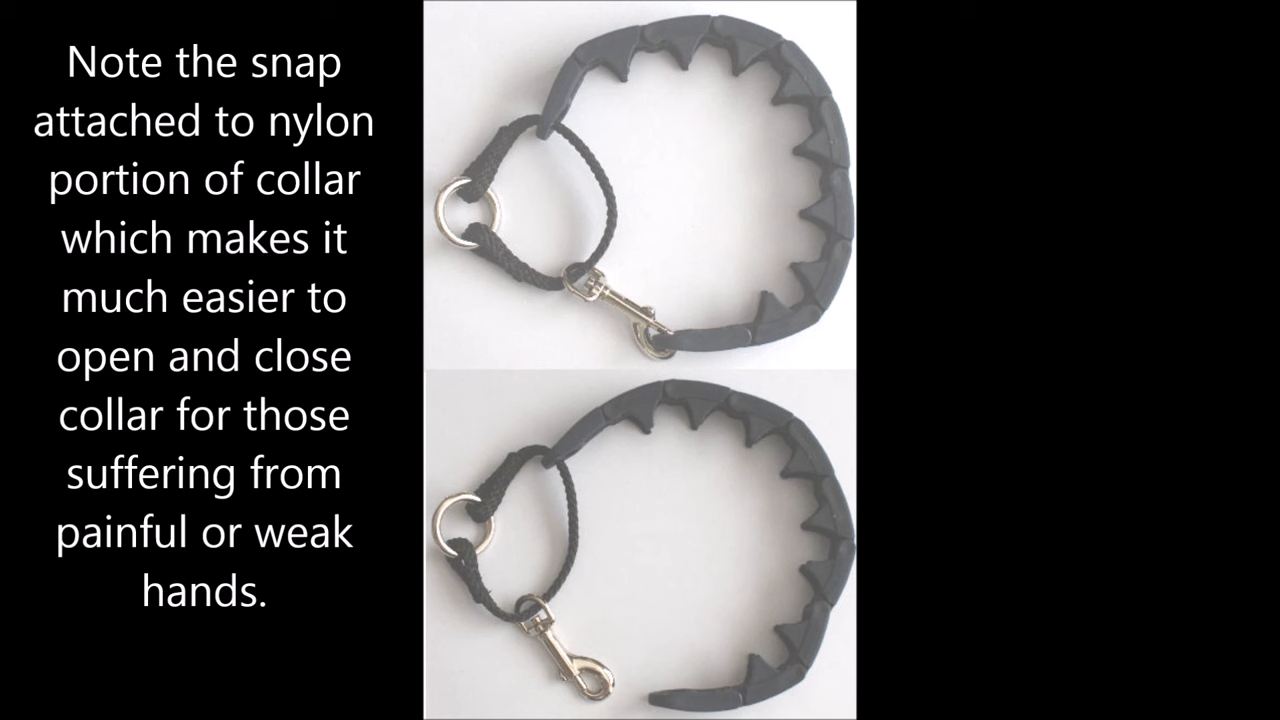 Note the snap
attached to nylon
portion of collar
which makes it
much easier to
open and close
collar for those
suffering from
painful or weak
hands.